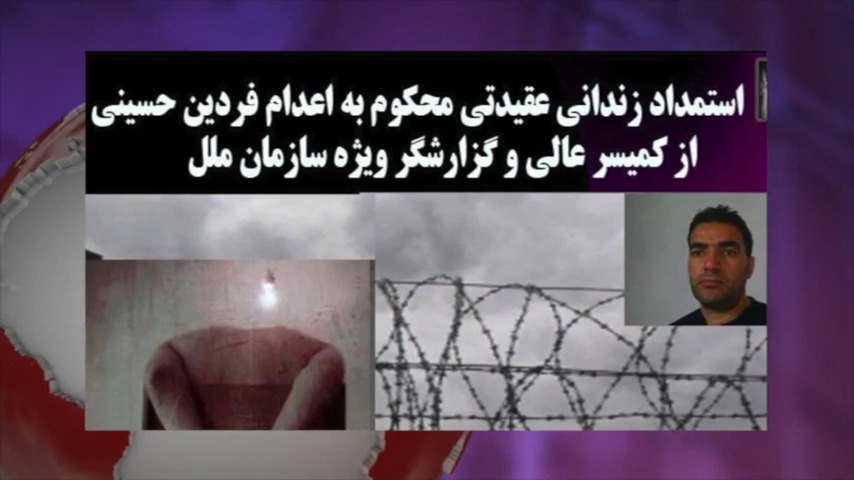 استمداد زندانی عقیدتی محکوم به اعدام فردین حسینی
از کمیسر عالی و گزارشگر ویژه سازمان ملل